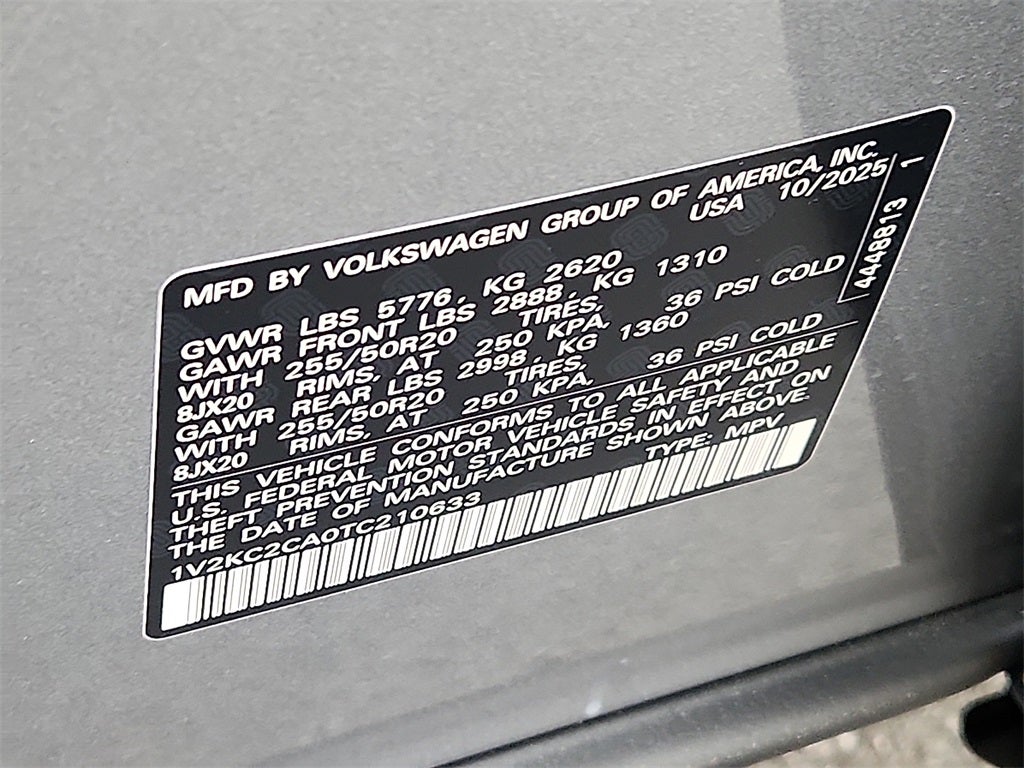 MFD BY VOLKSWAGEN GROUP OF AMERICA, INC.
USA 10/2025
GVWR LBS 5776, KG 2620
GAWR FRONT LBS 2888, KG 1310
WITH 255/50R20 TIRES,
8JX20 RIMS, AT 250 KPA, 36 PSI COLD
GAWR REAR LBS 2998, KG 1360
WITH 255/50R20 TIRES,
8JX20 RIMS, AT 250 KPA, 36 PSI COLD
THIS VEHICLE CONFORMS TO ALL APPLICABLE
U.S. FEDERAL MOTOR VEHICLE SAFETY AND
THEFT PREVENTION STANDARDS IN EFFECT ON
THE DATE OF MANUFACTURE SHOWN ABOVE.
1V2KC2CA0TC210633 TYPE: MPV
4448813 1